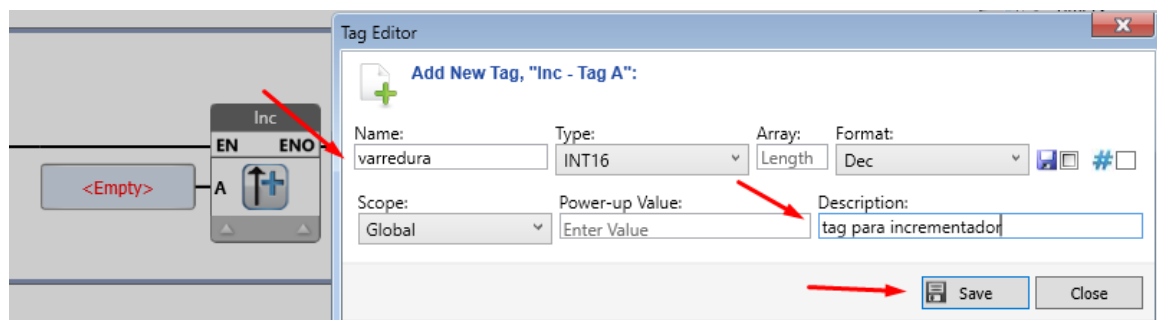 Tag Editor
X
Add New Tag, "Inc - Tag A":
Inc
EN ENO
<Empty>
A
Name: Type: Array: Format:
varredura INT16 Length Dec #
Scope: Power-up Value: Description:
Global Enter Value tag para incrementador
Save Close